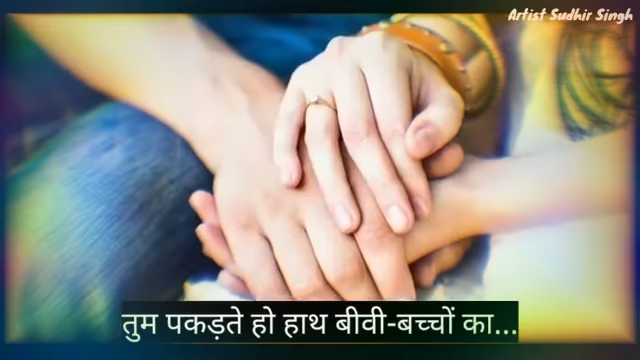 Artist Sudhir Singh
तुम पकड़ते हो हाथ बीवी-बच्चों का...